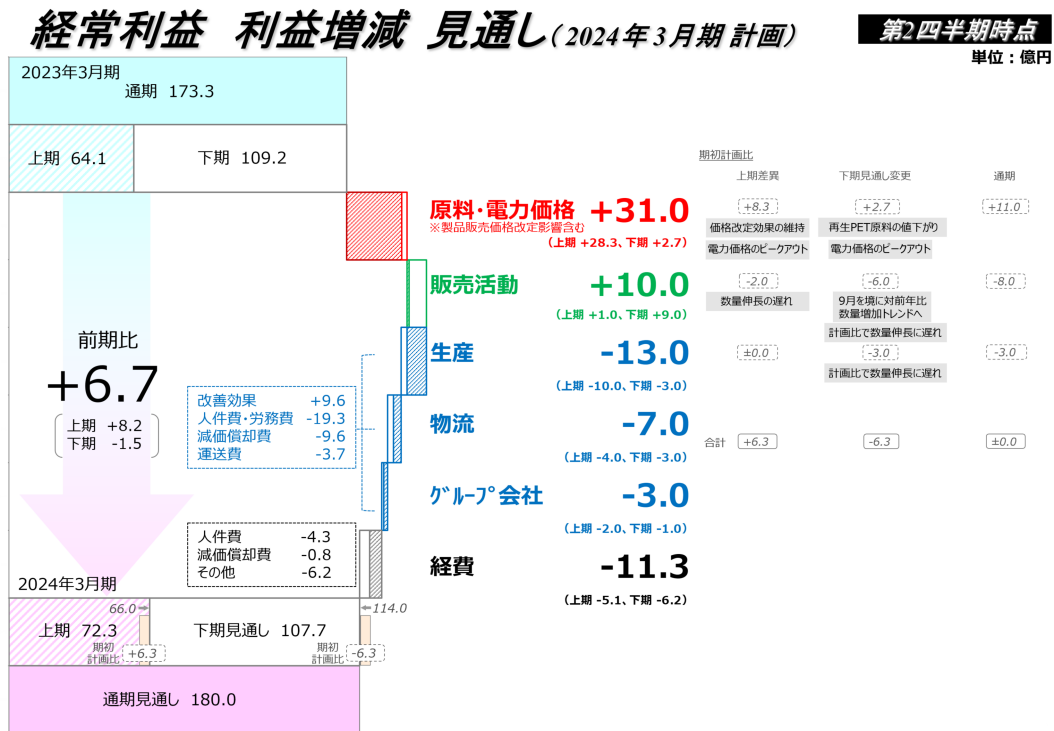 経常利益 利益増減 見通し(2024年3月期 計画)
第2四半期時点
単位:億円
2023年3月期
通期 173.3
上期 64.1
下期 109.2
前期比
+6.7
上期 +8.2
下期 -1.5
改善効果 +9.6
人件費・労務費 -19.3
減価償却費 -9.6
運送費 -3.7
人件費 -4.3
減価償却費 -0.8
その他 -6.2
原料・電力価格 +31.0
※製品販売価格改定影響含む
(上期 +28.3、下期 +2.7)
販売活動 +10.0
(上期 +1.0、下期 +9.0)
生産 -13.0
(上期 -10.0、下期 -3.0)
物流 -7.0
(上期 -4.0、下期 -3.0)
グループ会社 -3.0
(上期 -2.0、下期 -1.0)
経費 -11.3
(上期 -5.1、下期 -6.2)
期初計画比
上期差異 下期見通し変更 通期
+8.3 +2.7 +11.0
価格改定効果の維持 再生PET原料の値下がり
電力価格のピークアウト 電力価格のピークアウト
-2.0 -6.0 -8.0
数量伸長の遅れ 9月を境に対前年比
数量増加トレンドへ
計画比で数量伸長に遅れ
±0.0 -3.0 -3.0
計画比で数量伸長に遅れ
合計 +6.3 -6.3 ±0.0
2024年3月期
66.0 114.0
上期 72.3 下期見通し 107.7
期初
計画比 +6.3
期初
計画比 -6.3
通期見通し 180.0